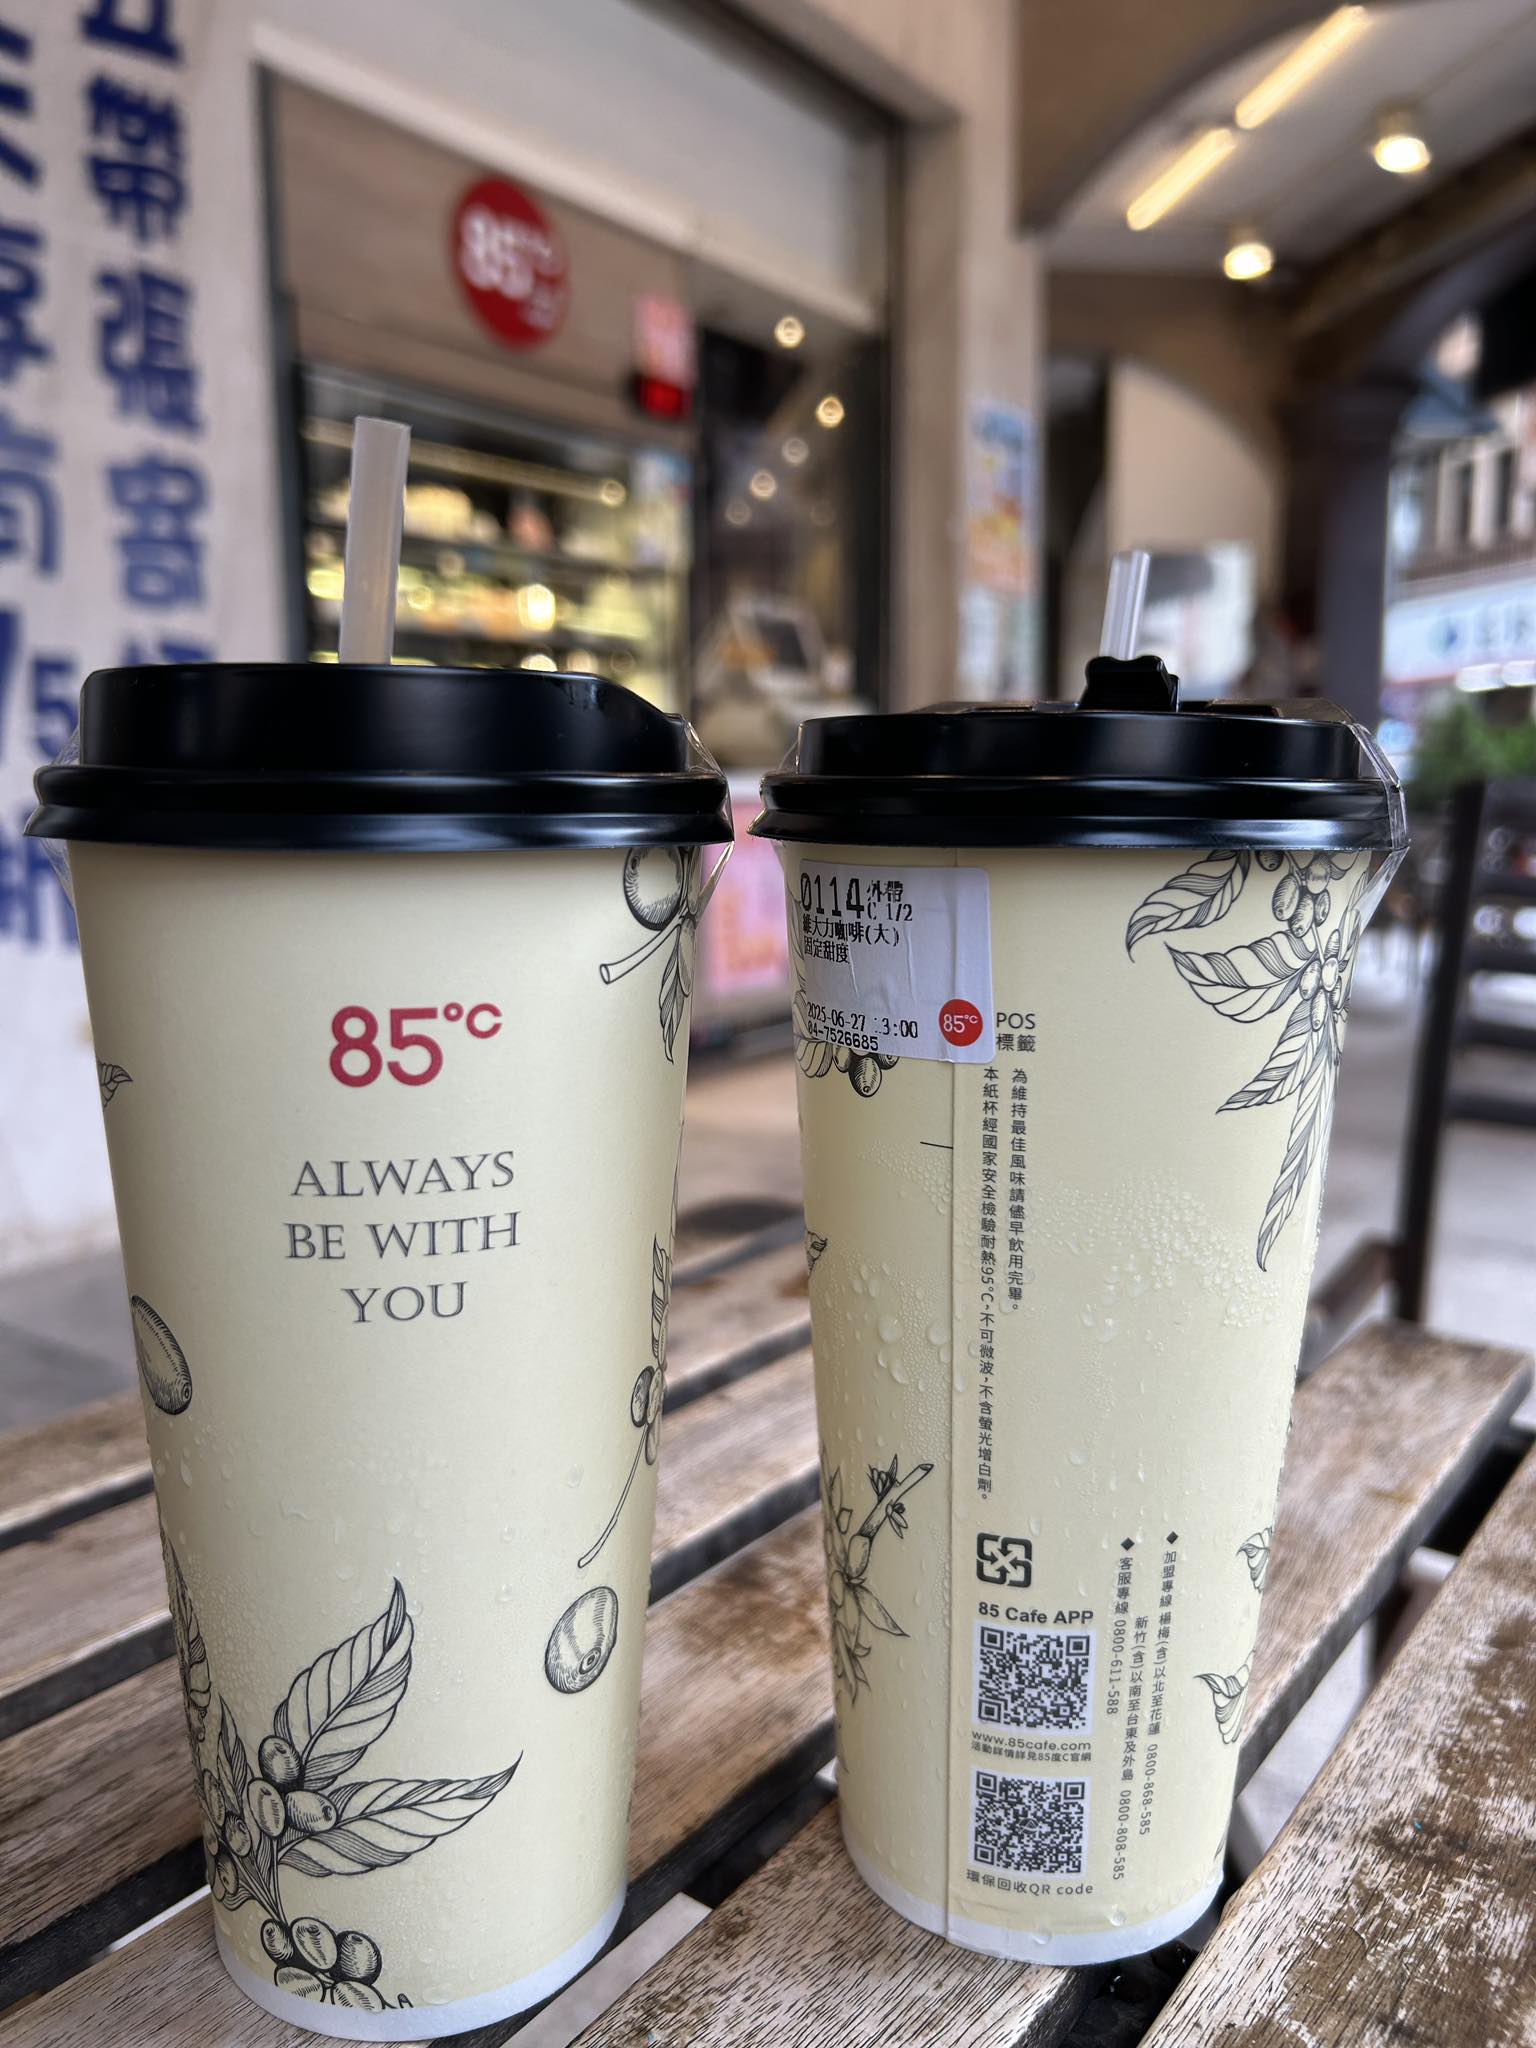 85°C
85°C
ALWAYS
BE WITH
YOU
0114 外帶
C 1/2
維大力咖啡(大)
固定甜度
2025-06-27 13:00
04-7526685
85°C
POS
標籤
為維持最佳風味請儘早飲用完畢。
本紙杯經國家安全檢驗耐熱95°C,不可微波,不含螢光增白劑。
◆加盟專線 楊梅(含)以北至花蓮 0800-868-585
新竹(含)以南至台東及外島 0800-808-585
◆客服專線 0800-611-588
85 Cafe APP
www.85cafe.com
活動詳情詳見85度C官網
環保回收QR code